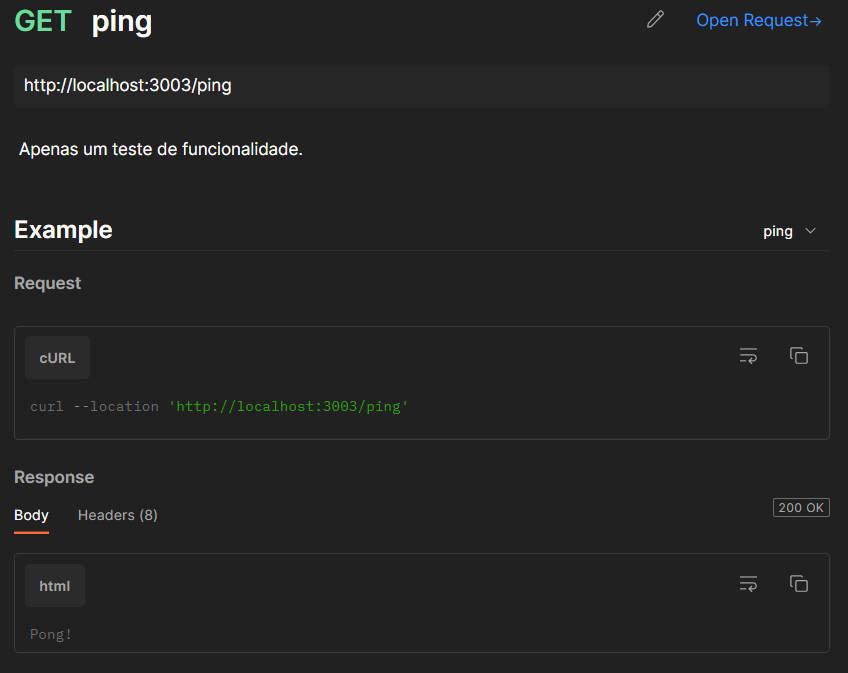 GET ping
Open Request→
http://localhost:3003/ping
Apenas um teste de funcionalidade.
Example
ping
Request
cURL
curl --location 'http://localhost:3003/ping'
Response
Body Headers (8)
200 OK
html
Pong!